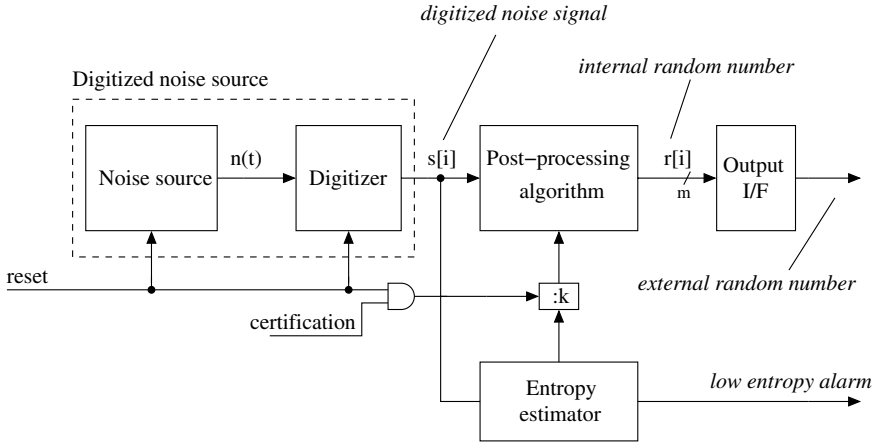 digitized noise signal
Digitized noise source
internal random number
Noise source
n(t)
Digitizer
s[i]
Post−processing
algorithm
r[i]
m
Output
I/F
reset
external random number
certification
:k
Entropy
estimator
low entropy alarm